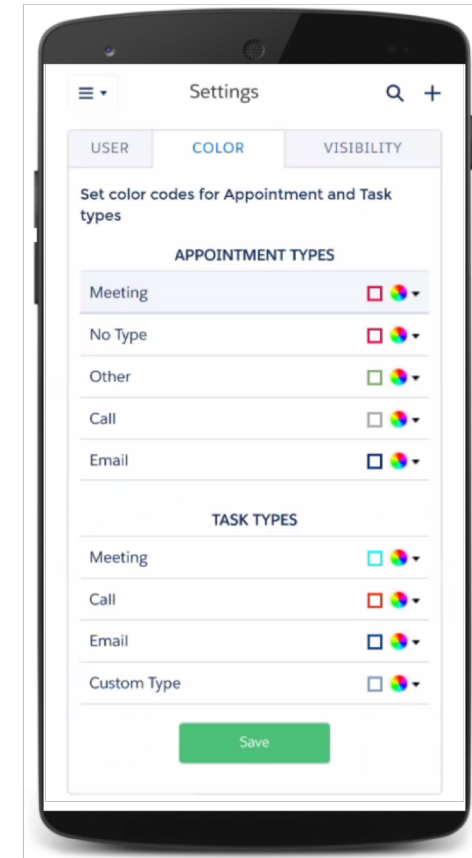 Settings
USER COLOR VISIBILITY
Set color codes for Appointment and Task
types
APPOINTMENT TYPES
Meeting
No Type
Other
Call
Email
TASK TYPES
Meeting
Call
Email
Custom Type
Save